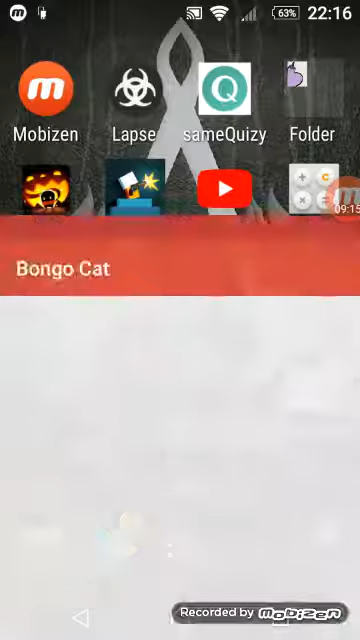 63% 22:16
Mobizen Lapse sameQuizy Folder
09:15
Bongo Cat
Recorded by mobizen